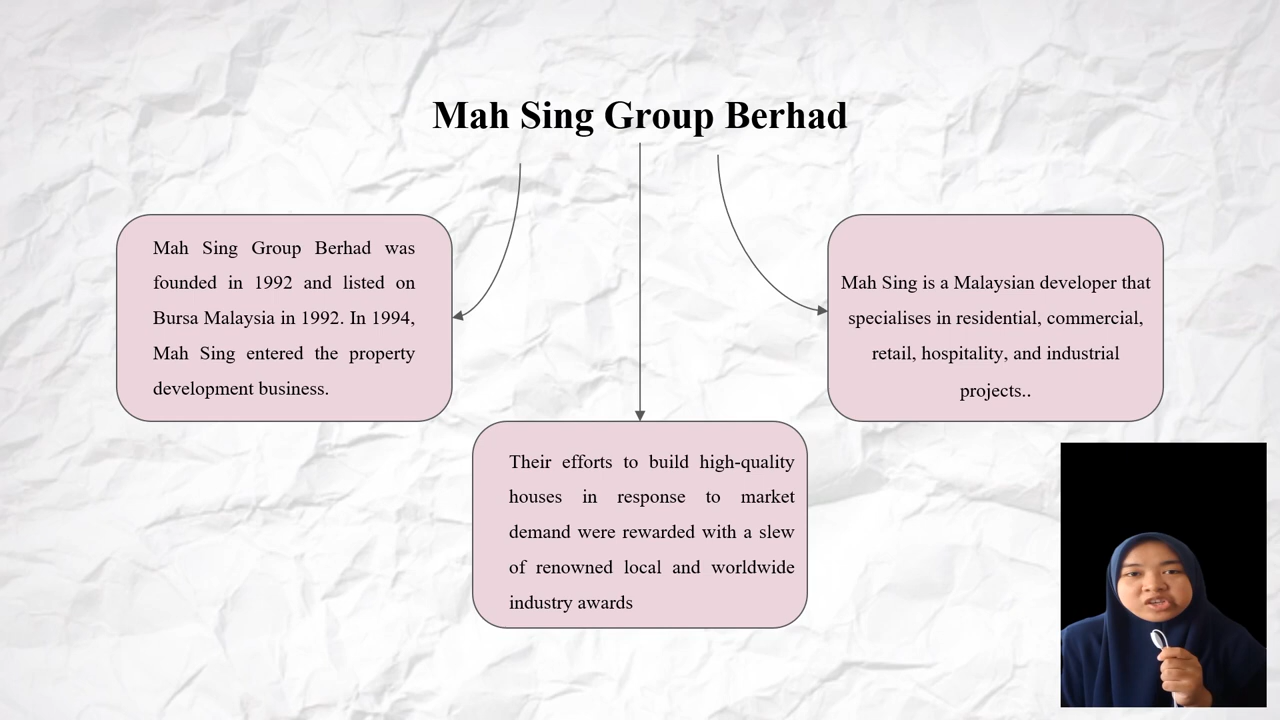 Mah Sing Group Berhad
Mah Sing Group Berhad was
founded in 1992 and listed on
Bursa Malaysia in 1992. In 1994,
Mah Sing entered the property
development business.
Their efforts to build high-quality
houses in response to market
demand were rewarded with a slew
of renowned local and worldwide
industry awards
Mah Sing is a Malaysian developer that
specialises in residential, commercial,
retail, hospitality, and industrial
projects..